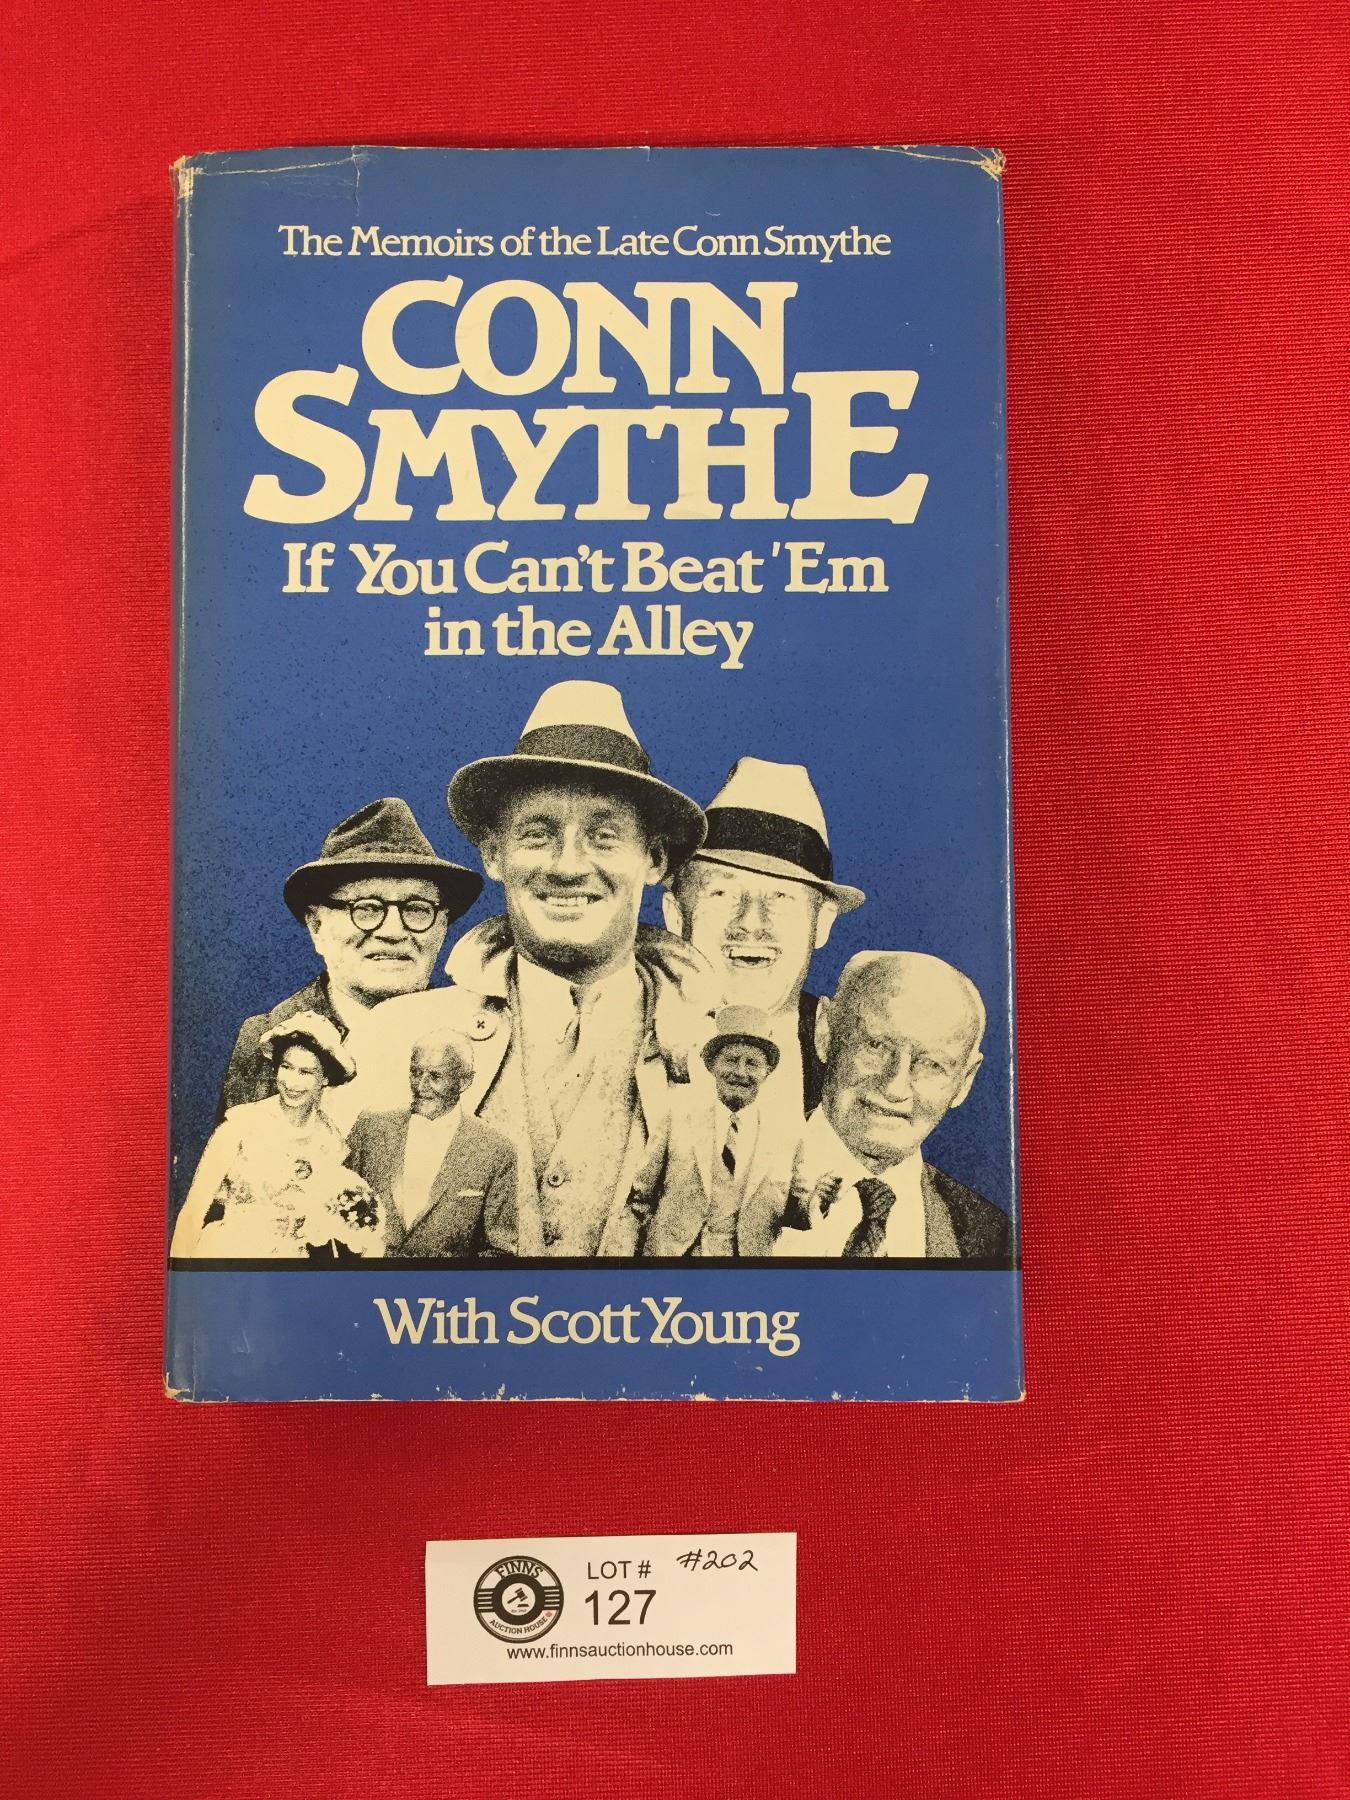 The Memoirs of the Late Conn Smythe
CONN
SMYTHE
If You Can't Beat 'Em
in the Alley
With Scott Young
FINNS
AUCTION HOUSE
LOT # #202
127
www.finnsauctionhouse.com